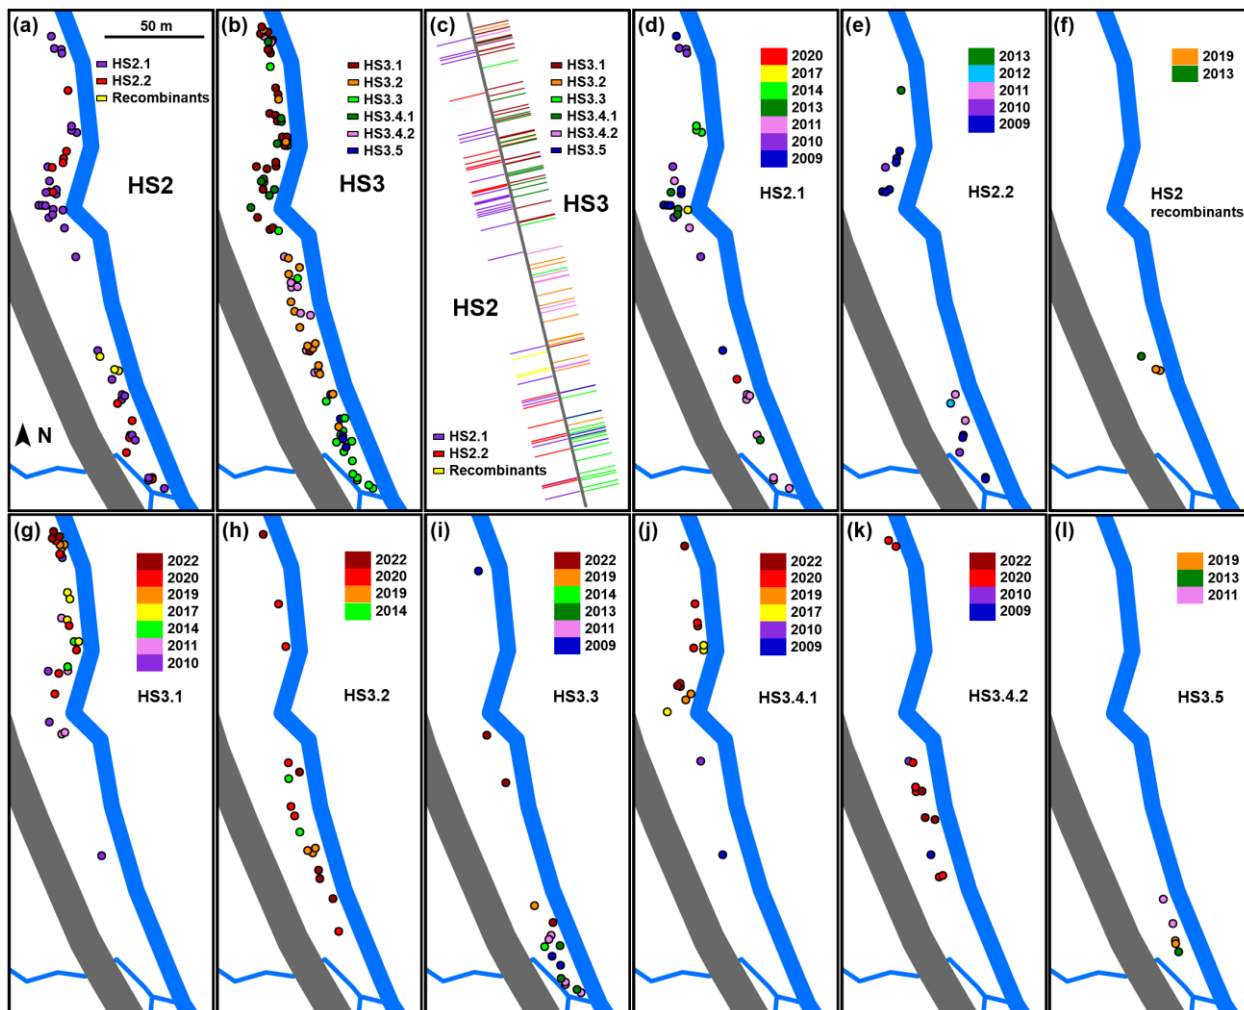 (a)
50 m
HS2.1
HS2.2
Recombinants
HS2
N
(b)
HS3.1
HS3.2
HS3.3
HS3.4.1
HS3.4.2
HS3.5
HS3
(c)
HS3.1
HS3.2
HS3.3
HS3.4.1
HS3.4.2
HS3.5
HS3
HS2
HS2.1
HS2.2
Recombinants
(d)
2020
2017
2014
2013
2011
2010
2009
HS2.1
(e)
2013
2012
2011
2010
2009
HS2.2
(f)
2019
2013
HS2
recombinants
(g)
2022
2020
2019
2017
2014
2011
2010
HS3.1
(h)
2022
2020
2019
2014
HS3.2
(i)
2022
2019
2014
2013
2011
2009
HS3.3
(j)
2022
2020
2019
2017
2010
2009
HS3.4.1
(k)
2022
2020
2010
2009
HS3.4.2
(l)
2019
2013
2011
HS3.5